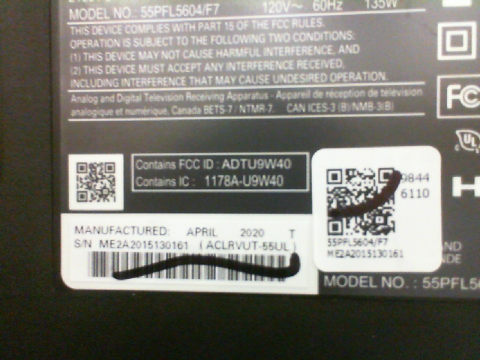 MODEL NO.: 55PFL5604/F7 120V~ 60Hz 135W
THIS DEVICE COMPLIES WITH PART 15 OF THE FCC RULES.
OPERATION IS SUBJECT TO THE FOLLOWING TWO CONDITIONS:
(1) THIS DEVICE MAY NOT CAUSE HARMFUL INTERFERENCE, AND
(2) THIS DEVICE MUST ACCEPT ANY INTERFERENCE RECEIVED,
INCLUDING INTERFERENCE THAT MAY CAUSE UNDESIRED OPERATION.
Analog and Digital Television Receiving Apparatus - Appareil de réception de télévision
analogique et numérique, Canada BETS-7 / NTMR-7. CAN ICES-3 (B)/NMB-3(B)
FC
UL
Contains FCC ID : ADTU9W40
Contains IC : 1178A-U9W40
9844
6110
H
MANUFACTURED: APRIL 2020 T
S/N ME2A2015130161 (ACLRVUT-55UL)
55PFL5604/F7
ME2A2015130161
AND
NDE
MODEL NO.: 55PFL56